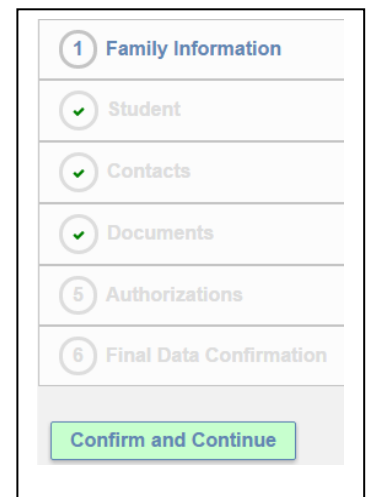 1 Family Information
✓ Student
✓ Contacts
✓ Documents
5 Authorizations
6 Final Data Confirmation
Confirm and Continue